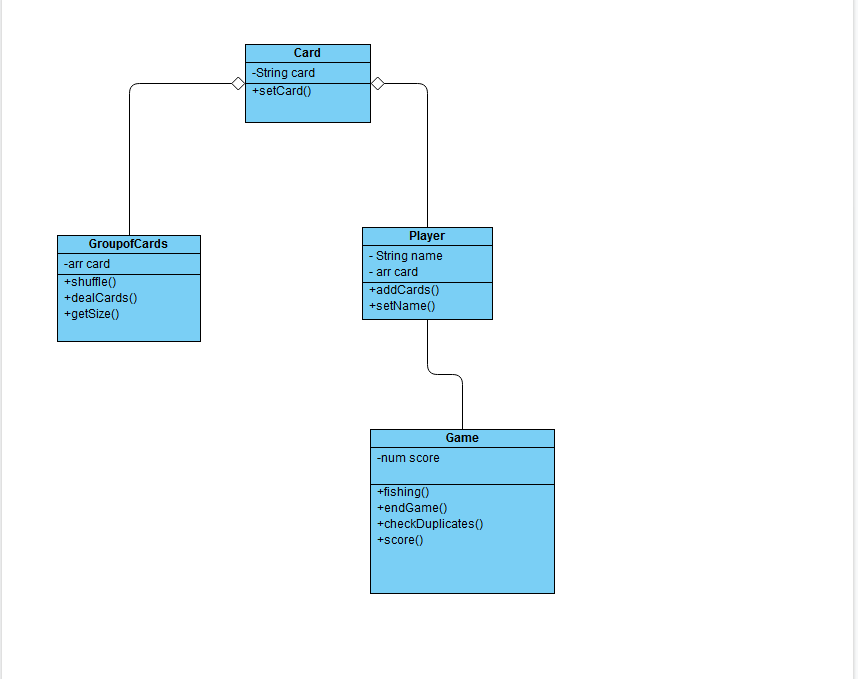 Card
-String card
+setCard()
GroupofCards
-arr card
+shuffle()
+dealCards()
+getSize()
Player
- String name
- arr card
+addCards()
+setName()
Game
-num score
+fishing()
+endGame()
+checkDuplicates()
+score()